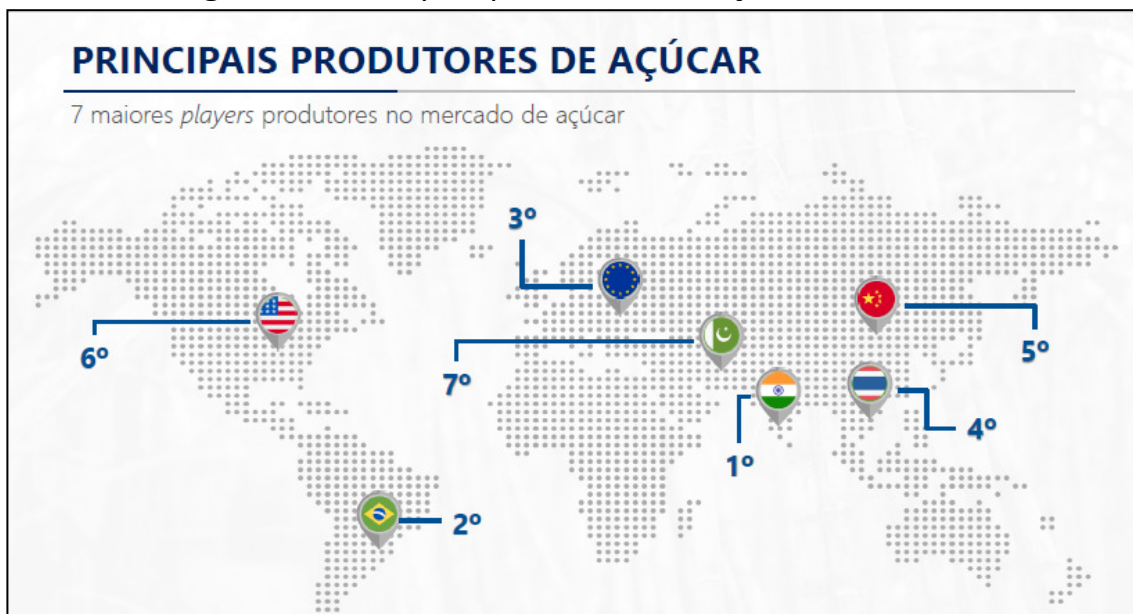 PRINCIPAIS PRODUTORES DE AÇÚCAR
7 maiores players produtores no mercado de açúcar
3º
6º
7º
5º
1º
4º
2º